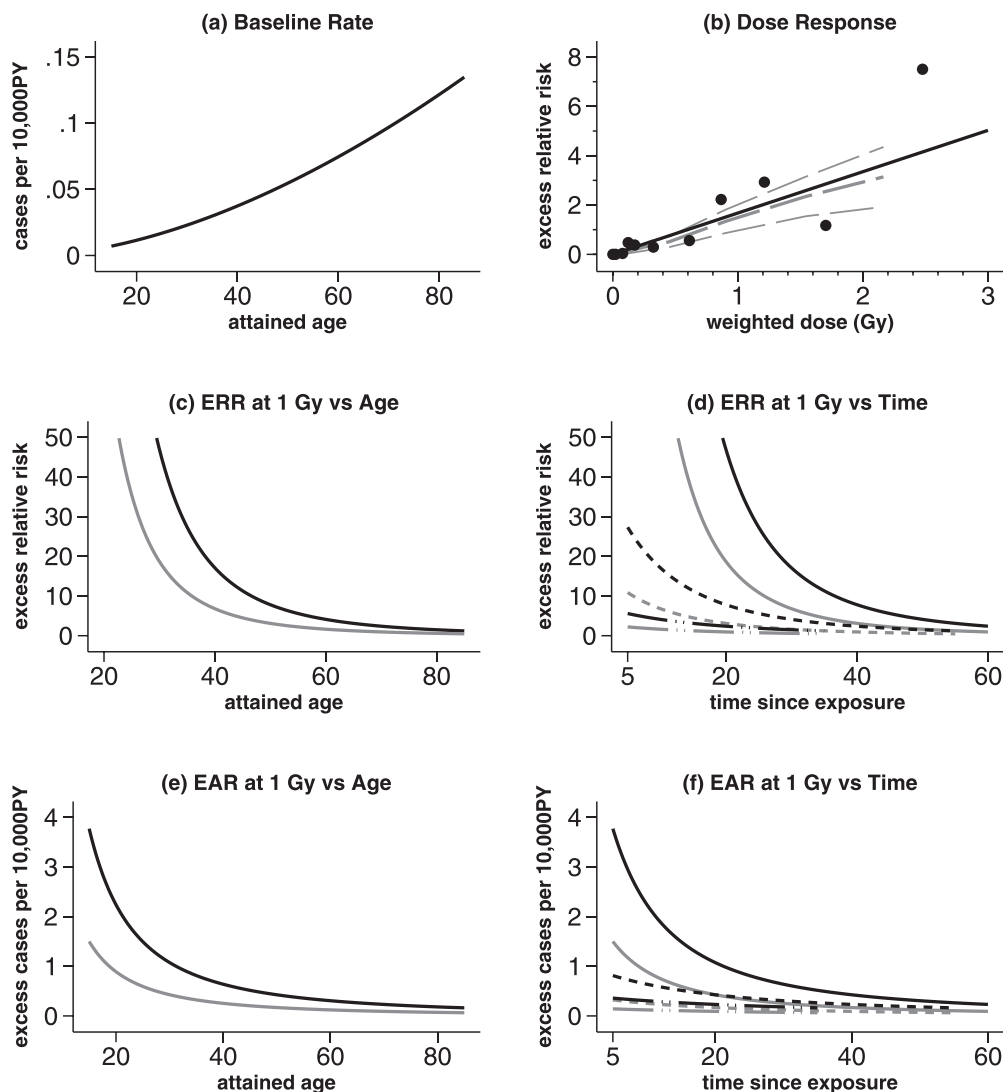 (a) Baseline Rate
cases per 10,000PY
.15
.1
.05
0
20 40 60 80
attained age
(b) Dose Response
excess relative risk
8
6
4
2
0
0 1 2 3
weighted dose (Gy)
(c) ERR at 1 Gy vs Age
excess relative risk
50
40
30
20
10
0
20 40 60 80
attained age
(d) ERR at 1 Gy vs Time
excess relative risk
50
40
30
20
10
0
5 20 40 60
time since exposure
(e) EAR at 1 Gy vs Age
excess cases per 10,000PY
4
3
2
1
0
20 40 60 80
attained age
(f) EAR at 1 Gy vs Time
excess cases per 10,000PY
4
3
2
1
0
5 20 40 60
time since exposure